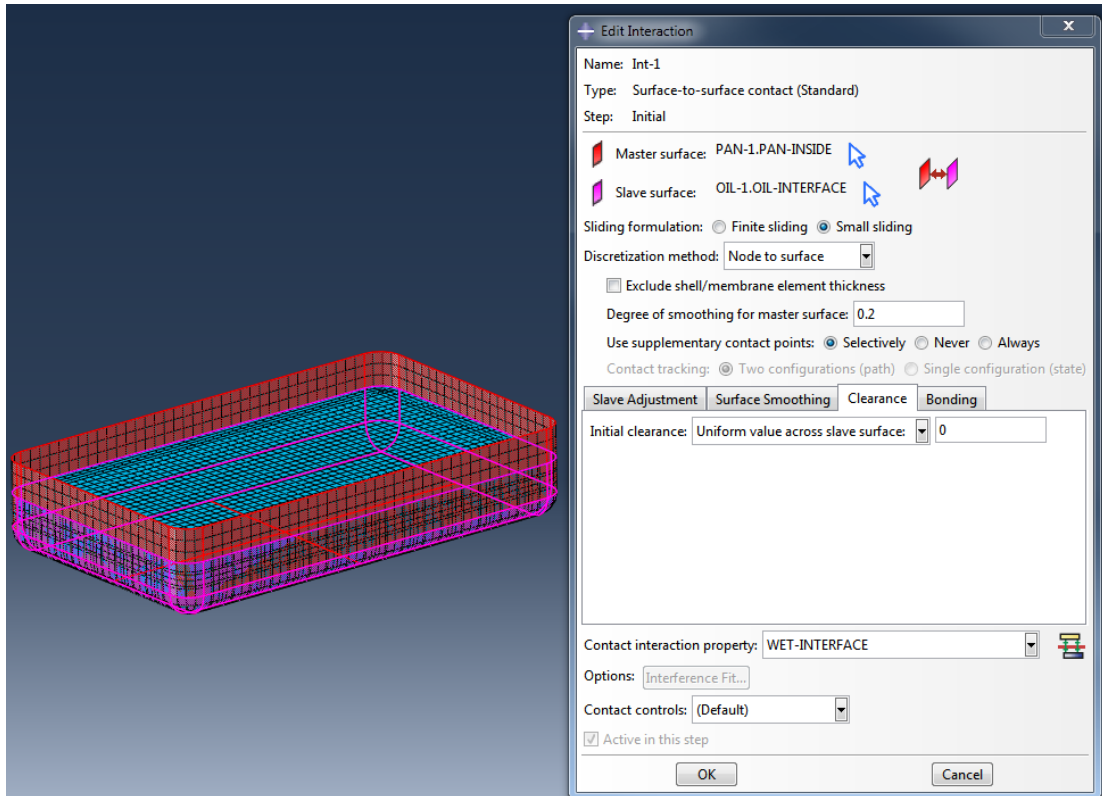 Edit Interaction
X
Name: Int-1
Type: Surface-to-surface contact (Standard)
Step: Initial
Master surface: PAN-1.PAN-INSIDE
Slave surface: OIL-1.OIL-INTERFACE
Sliding formulation: Finite sliding Small sliding
Discretization method: Node to surface
Exclude shell/membrane element thickness
Degree of smoothing for master surface: 0.2
Use supplementary contact points: Selectively Never Always
Contact tracking: Two configurations (path) Single configuration (state)
Slave Adjustment Surface Smoothing Clearance Bonding
Initial clearance: Uniform value across slave surface: 0
Contact interaction property: WET-INTERFACE
Options: Interference Fit...
Contact controls: (Default)
Active in this step
OK Cancel